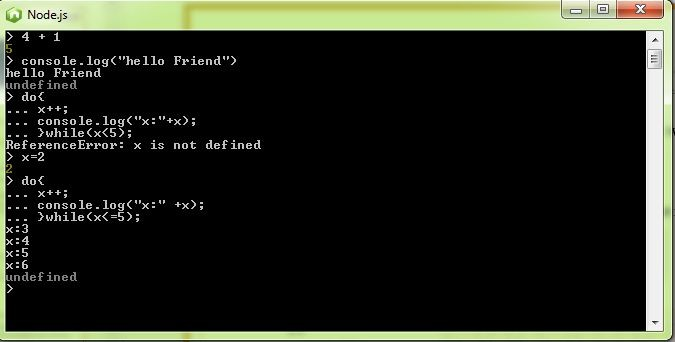 Node.js
> 4 + 1
5
> console.log("hello Friend")
hello Friend
undefined
> do{
... x++;
... console.log("x:"+x);
... }while(x<5);
ReferenceError: x is not defined
> x=2
2
> do{
... x++;
... console.log("x:" +x);
... }while(x<=5);
x:3
x:4
x:5
x:6
undefined
>